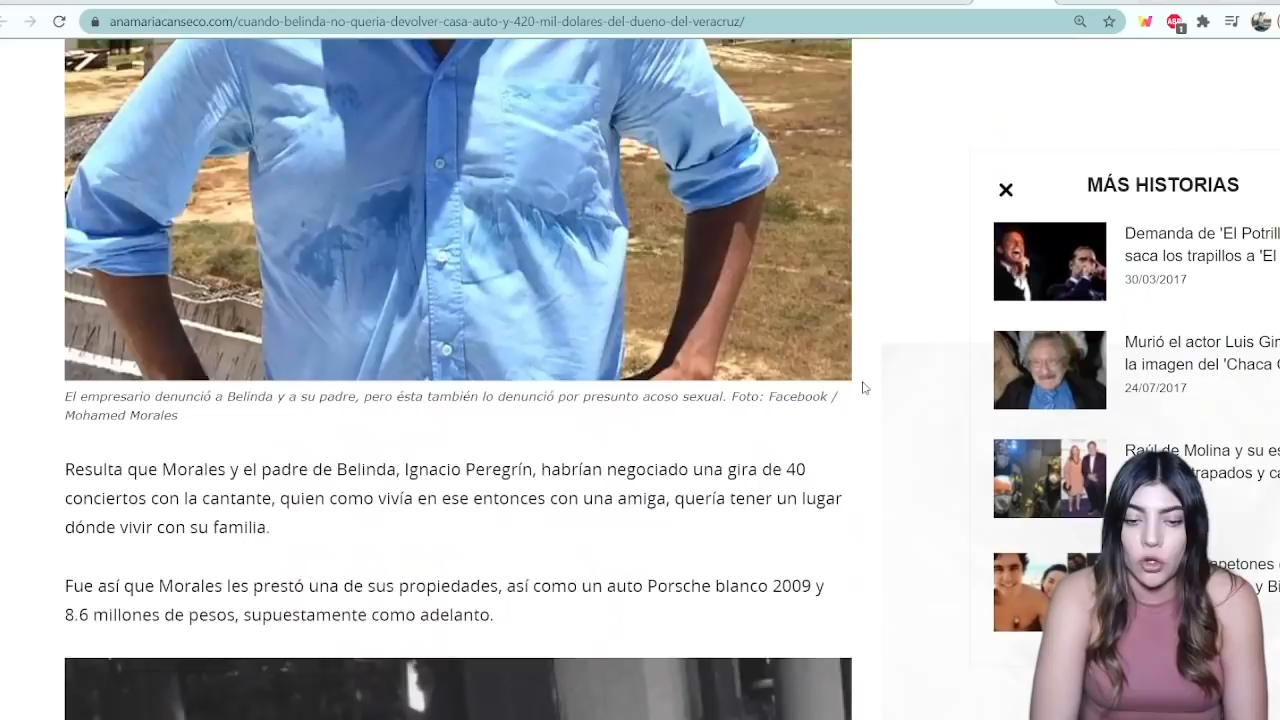 anamariacanseco.com/cuando-belinda-no-queria-devolver-casa-auto-y-420-mil-dolares-del-dueno-del-veracruz/
ABP
1
El empresario denunció a Belinda y a su padre, pero ésta también lo denunció por presunto acoso sexual. Foto: Facebook /
Mohamed Morales
Resulta que Morales y el padre de Belinda, Ignacio Peregrín, habrían negociado una gira de 40
conciertos con la cantante, quien como vivía en ese entonces con una amiga, quería tener un lugar
dónde vivir con su familia.
Fue así que Morales les prestó una de sus propiedades, así como un auto Porsche blanco 2009 y
8.6 millones de pesos, supuestamente como adelanto.
MÁS HISTORIAS
Demanda de 'El Potrill
saca los trapillos a 'El
30/03/2017
Murió el actor Luis Gi
la imagen del 'Chaca
24/07/2017
Raúl de Molina y su es
trapados y ca
apetones
y Bi